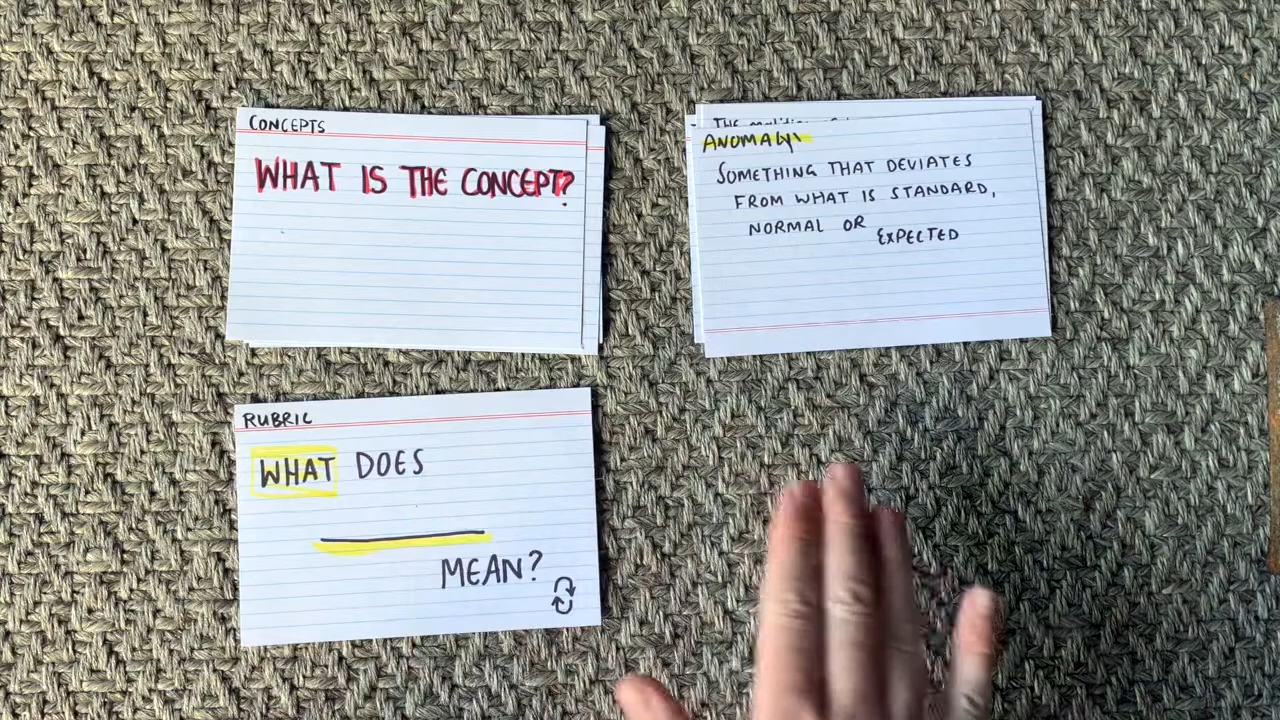 CONCEPTS
WHAT IS THE CONCEPT?
THE
ANOMALY
SOMETHING THAT DEVIATES
FROM WHAT IS STANDARD,
NORMAL OR EXPECTED
RUBRIC
WHAT DOES
MEAN?